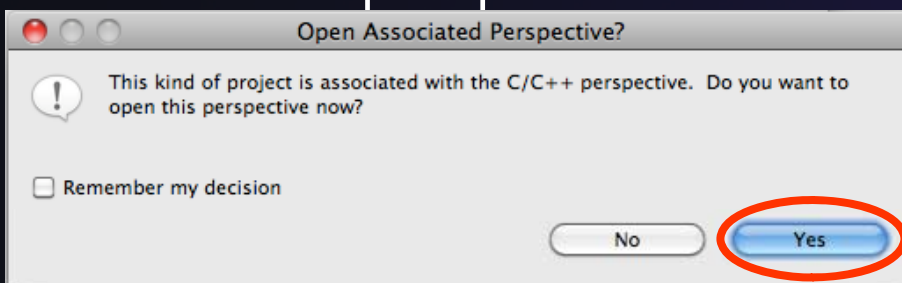 Open Associated Perspective?
This kind of project is associated with the C/C++ perspective. Do you want to
open this perspective now?
Remember my decision
No
Yes